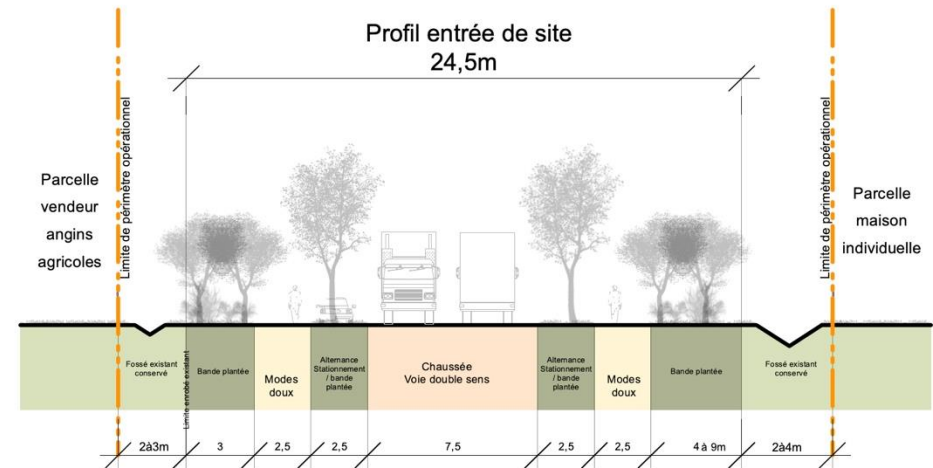 Profil entrée de site
24,5m
Parcelle
vendeur
angins
agricoles
Limite de périmètre opérationnel
Limite de périmètre opérationnel
Parcelle
maison
individuelle
Fossé existant
conservé
Limite enrobé existant
Bande plantée
Modes
doux
Alternance
Stationnement
/ bande
plantée
Chaussée
Voie double sens
Alternance
Stationnement
/ bande
plantée
Modes
doux
Bande plantée
Fossé existant
conservé
2à3m
3
2,5
2,5
7,5
2,5
2,5
4 à 9m
2à4m